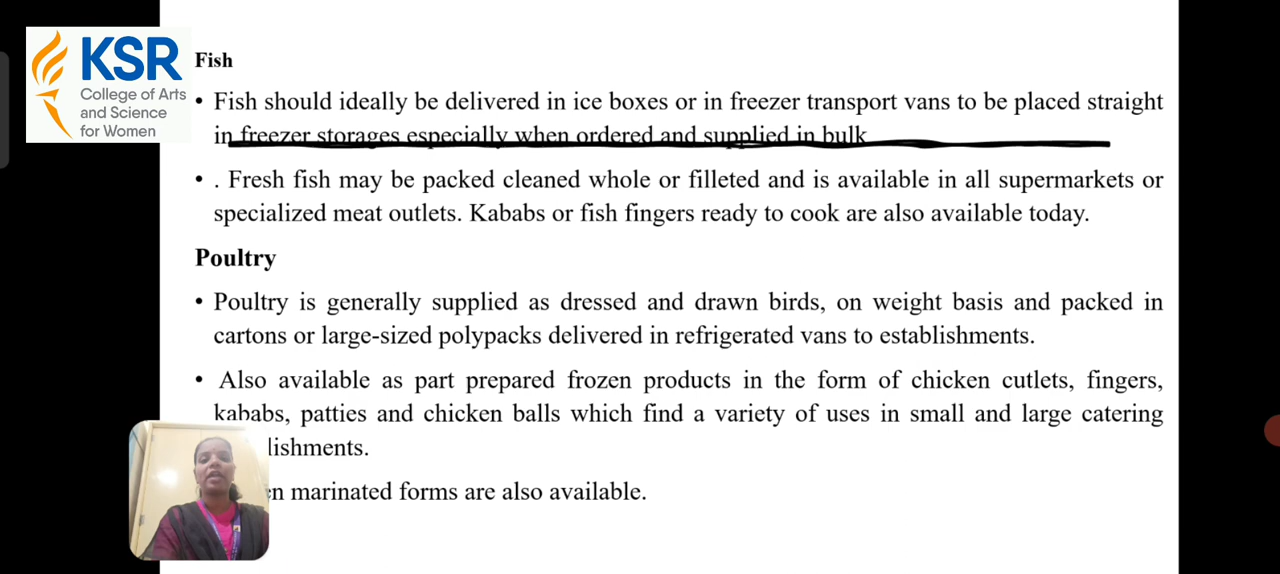 KSR
College of Arts
and Science
for Women
Fish
• Fish should ideally be delivered in ice boxes or in freezer transport vans to be placed straight
in freezer storages especially when ordered and supplied in bulk
• . Fresh fish may be packed cleaned whole or filleted and is available in all supermarkets or
specialized meat outlets. Kababs or fish fingers ready to cook are also available today.
Poultry
• Poultry is generally supplied as dressed and drawn birds, on weight basis and packed in
cartons or large-sized polypacks delivered in refrigerated vans to establishments.
• Also available as part prepared frozen products in the form of chicken cutlets, fingers,
kababs, patties and chicken balls which find a variety of uses in small and large catering
lishments.
en marinated forms are also available.